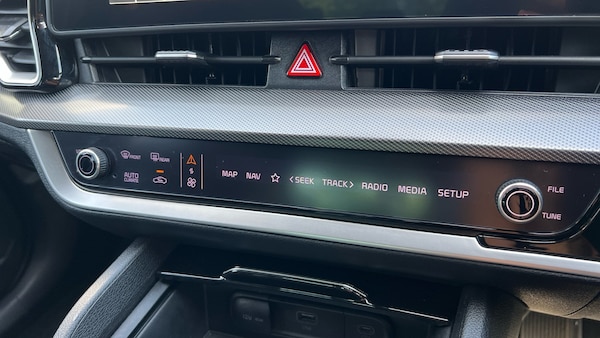 FRONT
REAR
AUTO
CLIMATE
MAP NAV < SEEK TRACK > RADIO MEDIA SETUP
FILE
TUNE